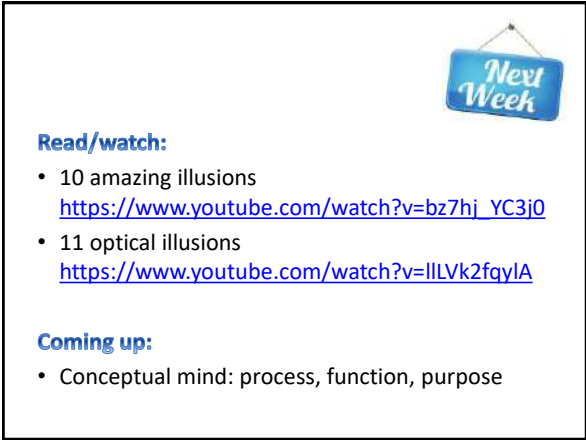 Next
Week
Read/watch:
• 10 amazing illusions
https://www.youtube.com/watch?v=bz7hj_YC3j0
• 11 optical illusions
https://www.youtube.com/watch?v=llLVk2fqylA
Coming up:
• Conceptual mind: process, function, purpose